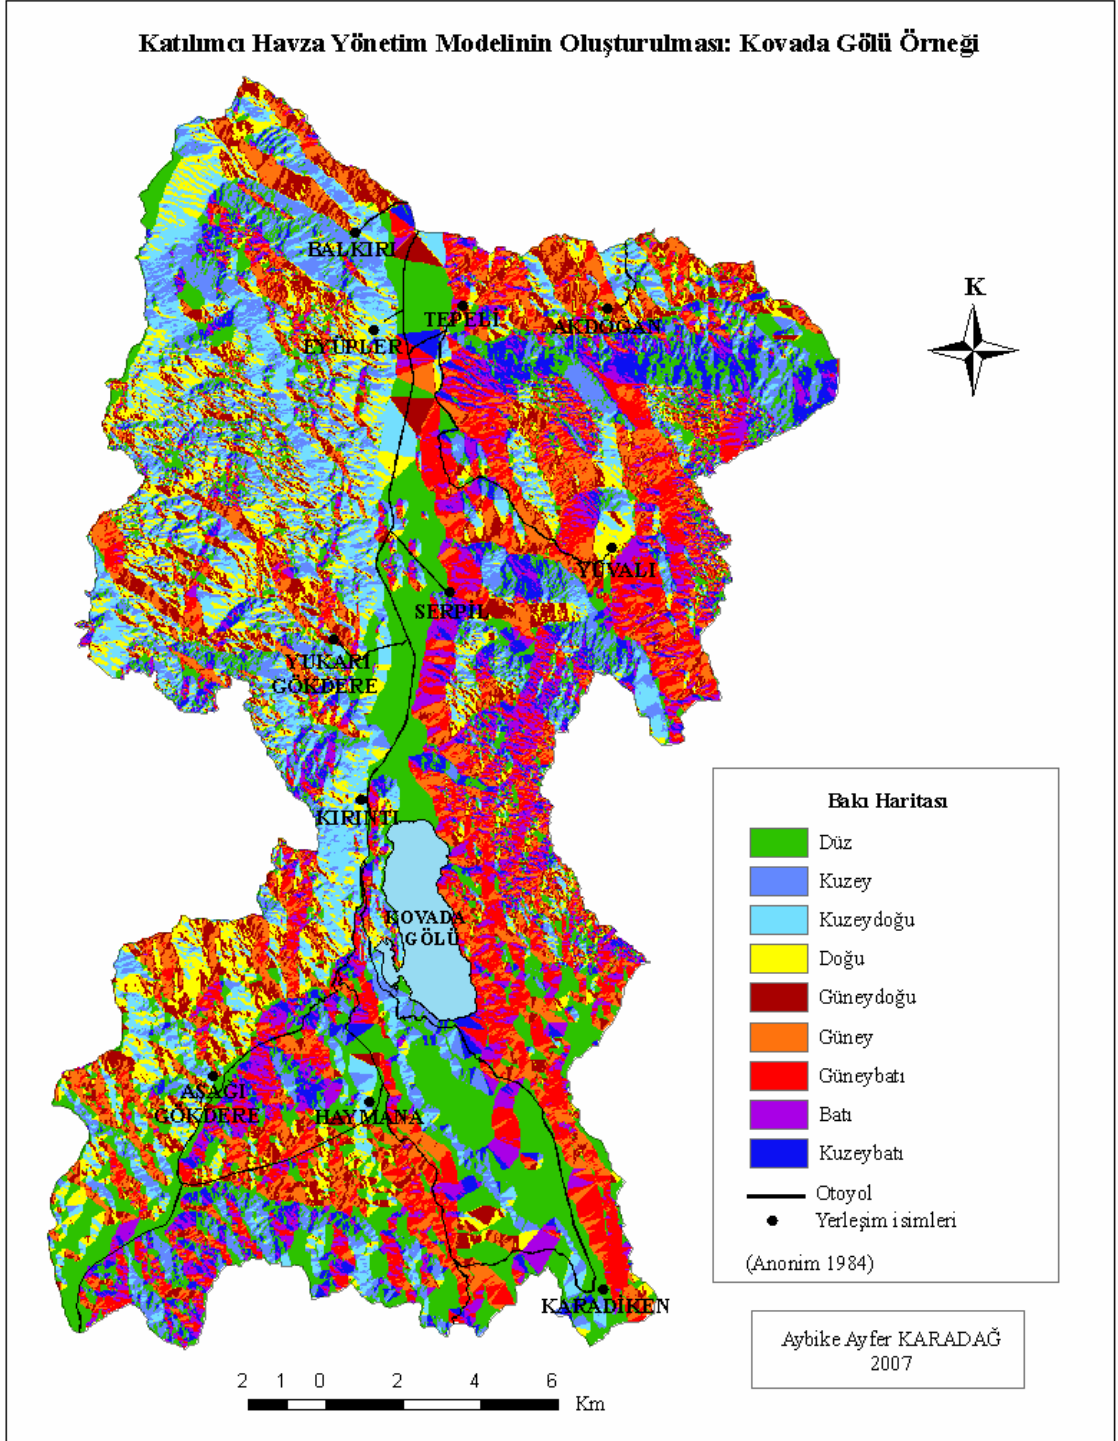 Katılımcı Havza Yönetim Modelinin Oluşturulması: Kovada Gölü Örneği
BALKIRI
TEPELİ
AKDOĞAN
EYÜPLER
K
YUVALI
SERPİL
YUKARI
GÖKDERE
KIRINTI
KOVADA
GÖLÜ
AŞAĞI
GÖKDERE
HAYMANA
KARADİKEN
Bakı Haritası
Düz
Kuzey
Kuzeydoğu
Doğu
Güneydoğu
Güney
Güneybatı
Batı
Kuzeybatı
Otoyol
Yerleşim isimleri
(Anonim 1984)
Aybike Ayfer KARADAĞ
2007
2 1 0 2 4 6
Km